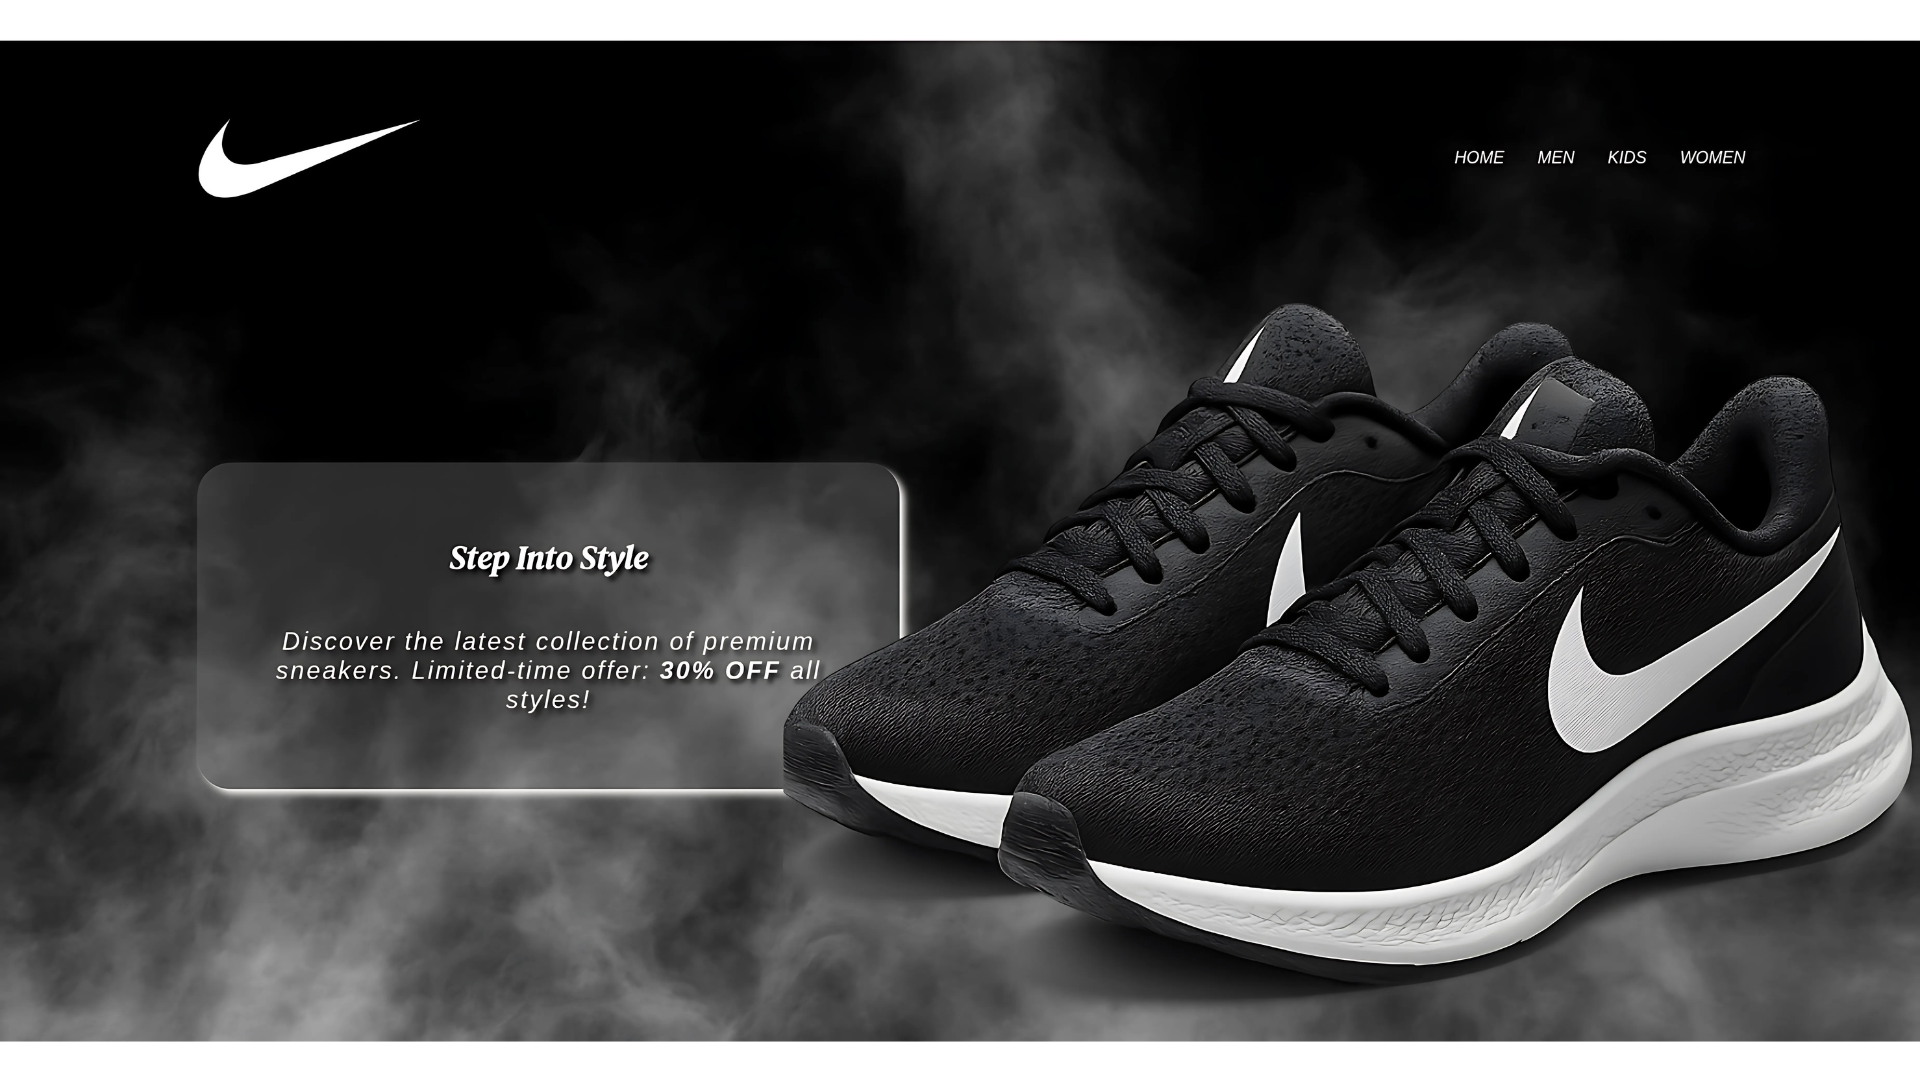 HOME MEN KIDS WOMEN
Step Into Style
Discover the latest collection of premium
sneakers. Limited-time offer: 30% OFF all
styles!